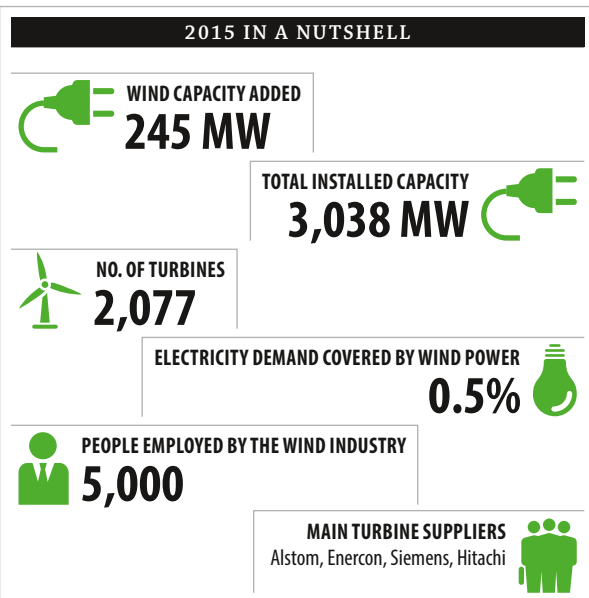 2015 IN A NUTSHELL
WIND CAPACITY ADDED
245 MW
TOTAL INSTALLED CAPACITY
3,038 MW
NO. OF TURBINES
2,077
ELECTRICITY DEMAND COVERED BY WIND POWER
0.5%
PEOPLE EMPLOYED BY THE WIND INDUSTRY
5,000
MAIN TURBINE SUPPLIERS
Alstom, Enercon, Siemens, Hitachi